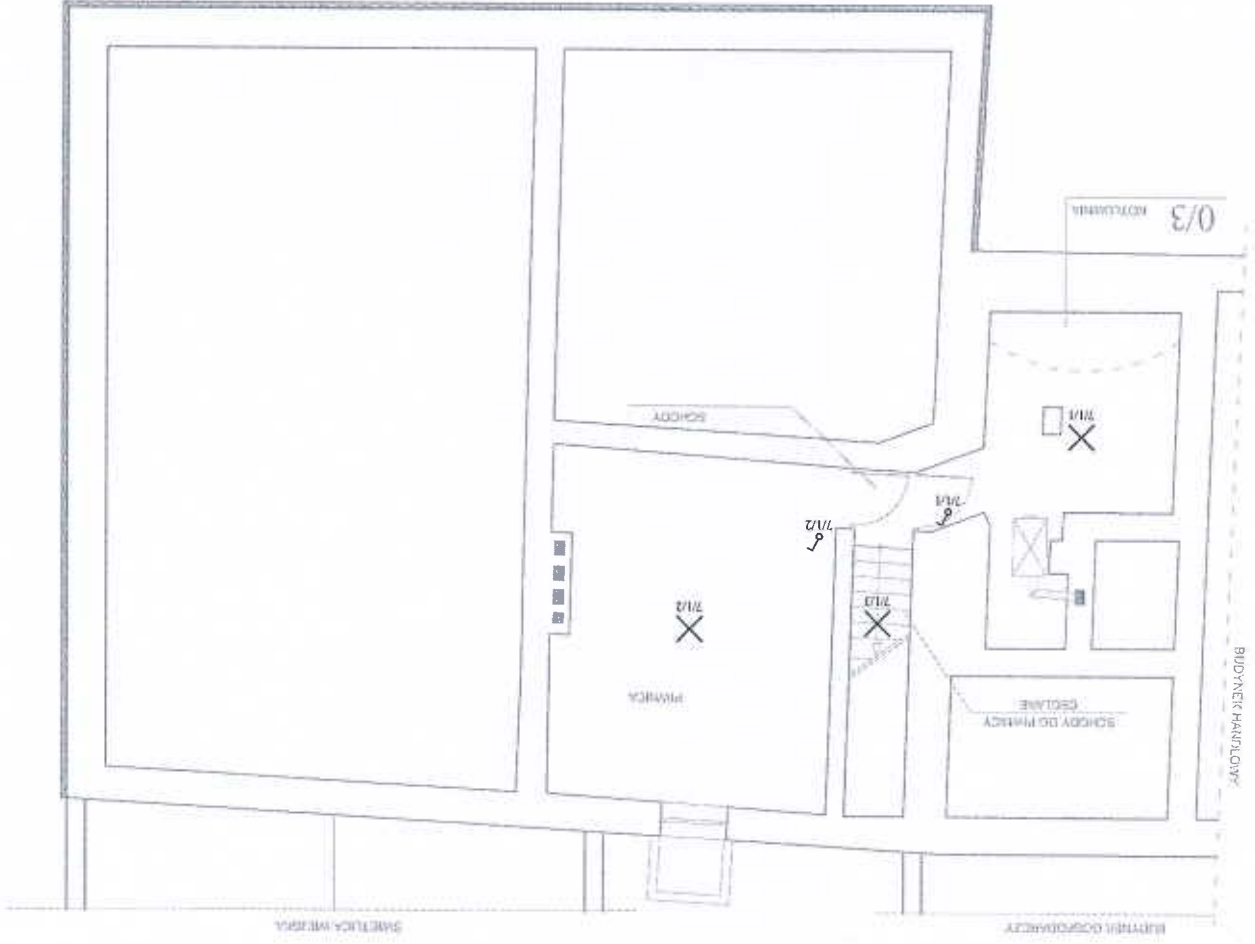 BUDYNEK GOSPODARCZY
ŚWIETLICA WIEJSKA
SCHODY DO PIWNICY
CEGLANE
PIWNICA
7/1/3
7/1/2
7/1/2
7/1/1
7/1/1
SCHODY
0/3
KOTŁOWNIA
BUDYNEK HANDLOWY